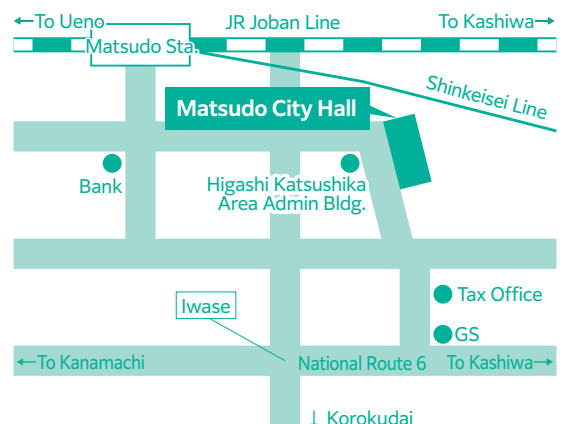 ←To Ueno
JR Joban Line
To Kashiwa→
Matsudo Sta.
Shinkeisei Line
Matsudo City Hall
Bank
Higashi Katsushika
Area Admin Bldg.
Tax Office
Iwase
GS
←To Kanamachi
National Route 6
To Kashiwa→
↓ Korokudai